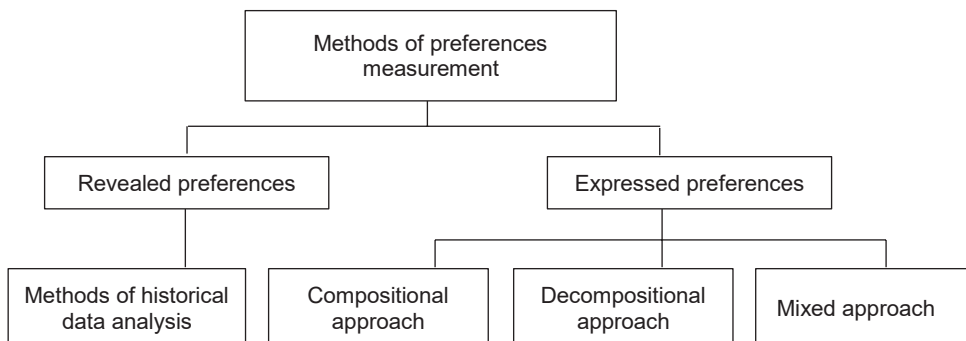 Methods of preferences
measurement
Revealed preferences
Expressed preferences
Methods of historical
data analysis
Compositional
approach
Decompositional
approach
Mixed approach